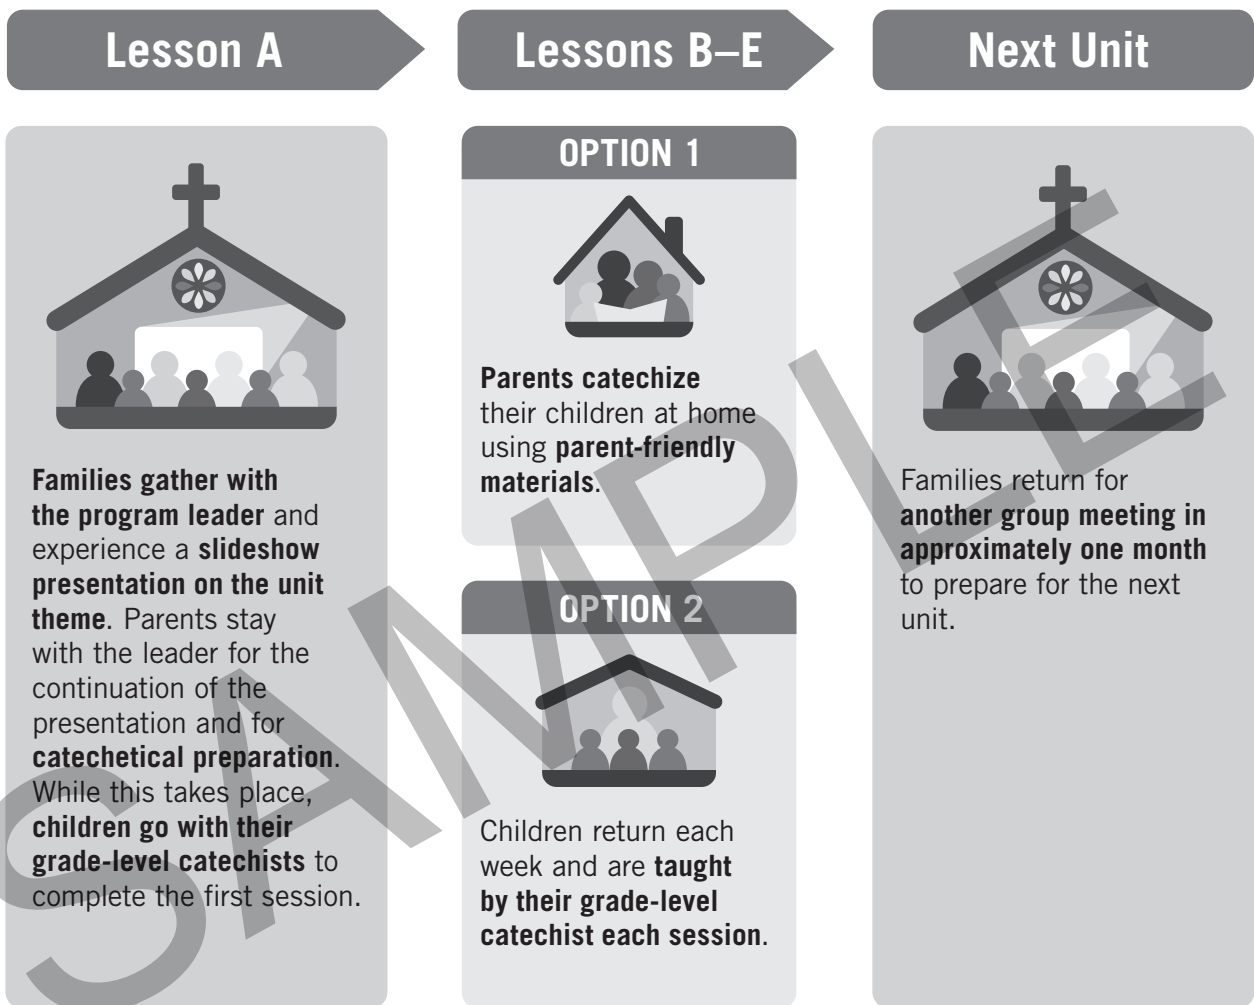 Lesson A
Lessons B–E
Next Unit
Families gather with
the program leader and
experience a slideshow
presentation on the unit
theme. Parents stay
with the leader for the
continuation of the
presentation and for
catechetical preparation.
While this takes place,
children go with their
grade-level catechists to
complete the first session.
OPTION 1
Parents catechize
their children at home
using parent-friendly
materials.
OPTION 2
Children return each
week and are taught
by their grade-level
catechist each session.
Families return for
another group meeting in
approximately one month
to prepare for the next
unit.
SAMPLE